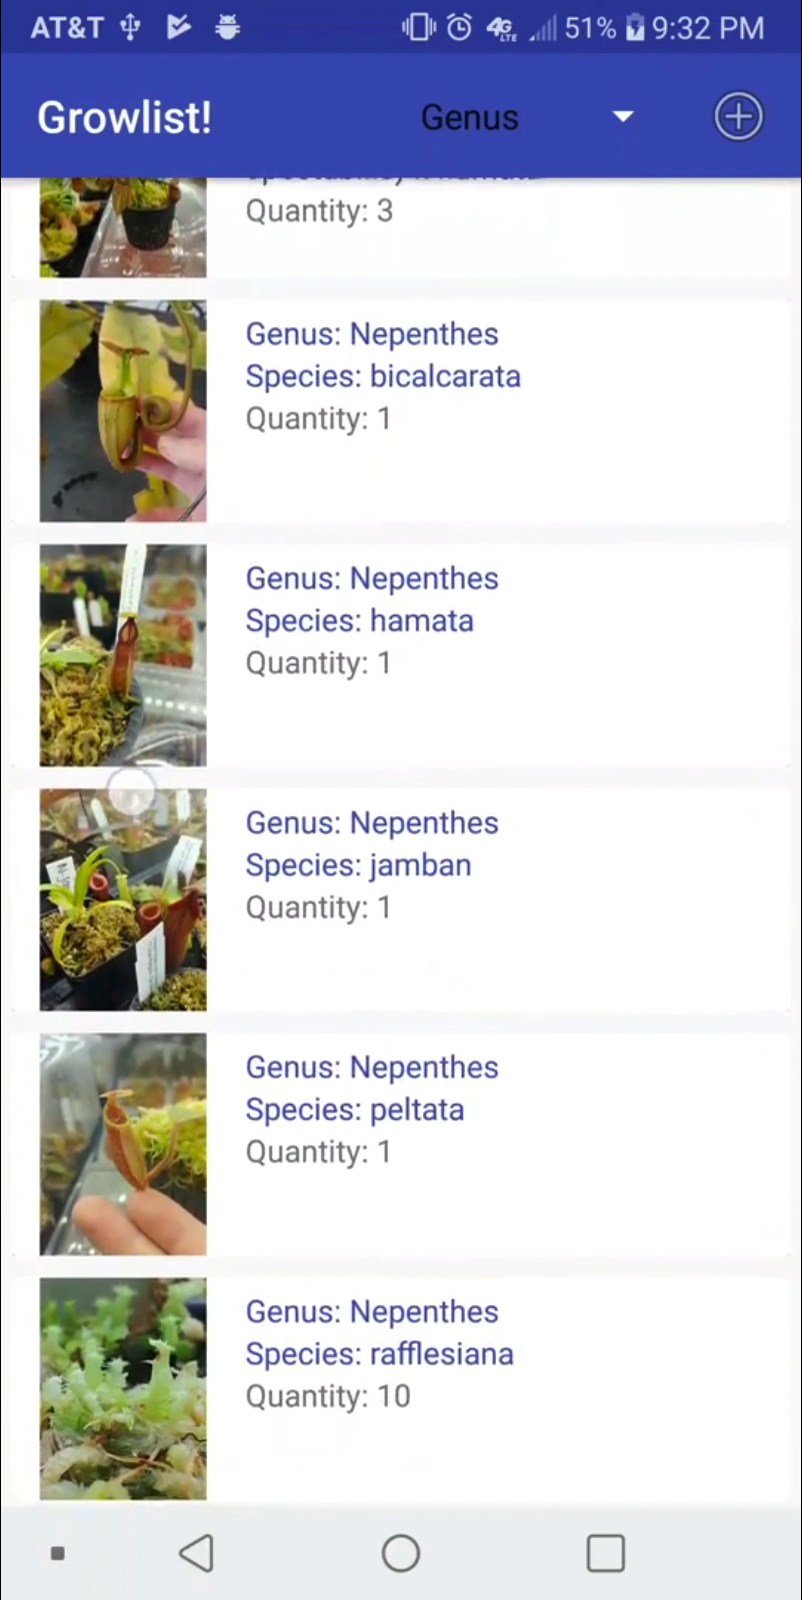 AT&T 4G LTE 51% 9:32 PM
Growlist! Genus
Quantity: 3
Genus: Nepenthes
Species: bicalcarata
Quantity: 1
Genus: Nepenthes
Species: hamata
Quantity: 1
Genus: Nepenthes
Species: jamban
Quantity: 1
Genus: Nepenthes
Species: peltata
Quantity: 1
Genus: Nepenthes
Species: rafflesiana
Quantity: 10